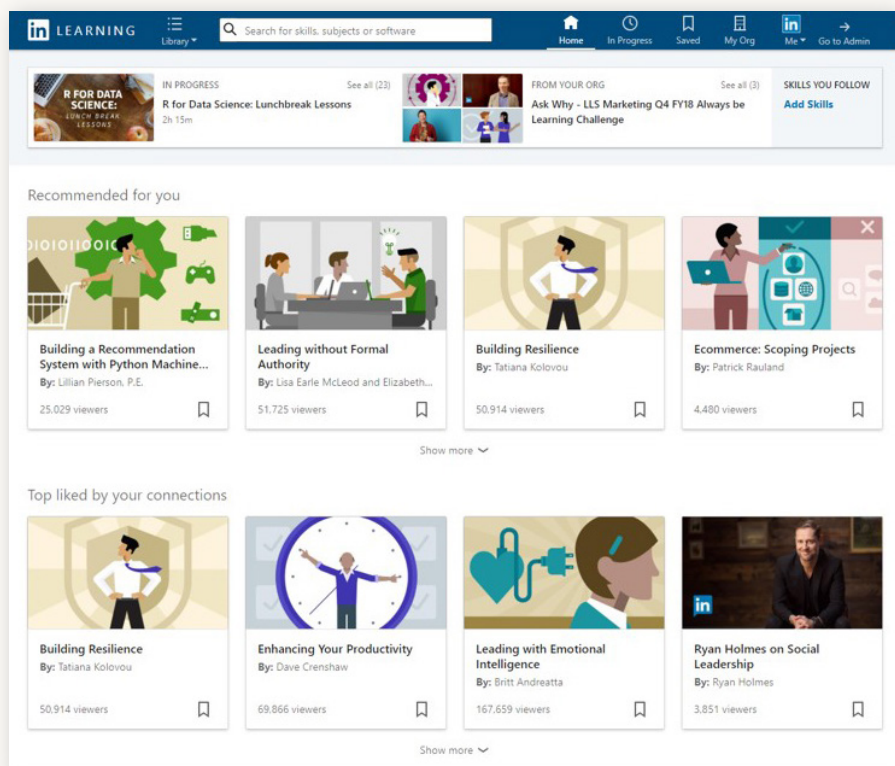 in LEARNING
Library
Search for skills, subjects or software
Home
In Progress
Saved
My Org
in
Me
Go to Admin
R FOR DATA
SCIENCE:
LUNCH BREAK
LESSONS
IN PROGRESS
See all (23)
R for Data Science: Lunchbreak Lessons
2h 15m
FROM YOUR ORG
See all (3)
Ask Why - LLS Marketing Q4 FY18 Always be
Learning Challenge
SKILLS YOU FOLLOW
Add Skills
Recommended for you
01010110010
Building a Recommendation
System with Python Machine...
By: Lillian Pierson, P.E.
25,029 viewers
Leading without Formal
Authority
By: Lisa Earle McLeod and Elizabeth...
51,725 viewers
Building Resilience
By: Tatiana Kolovou
50,914 viewers
Ecommerce: Scoping Projects
By: Patrick Rauland
4,480 viewers
Show more
Top liked by your connections
Building Resilience
By: Tatiana Kolovou
50,914 viewers
Enhancing Your Productivity
By: Dave Crenshaw
69,866 viewers
Leading with Emotional
Intelligence
By: Britt Andreatta
167,659 viewers
in
Ryan Holmes on Social
Leadership
By: Ryan Holmes
3,851 viewers
Show more